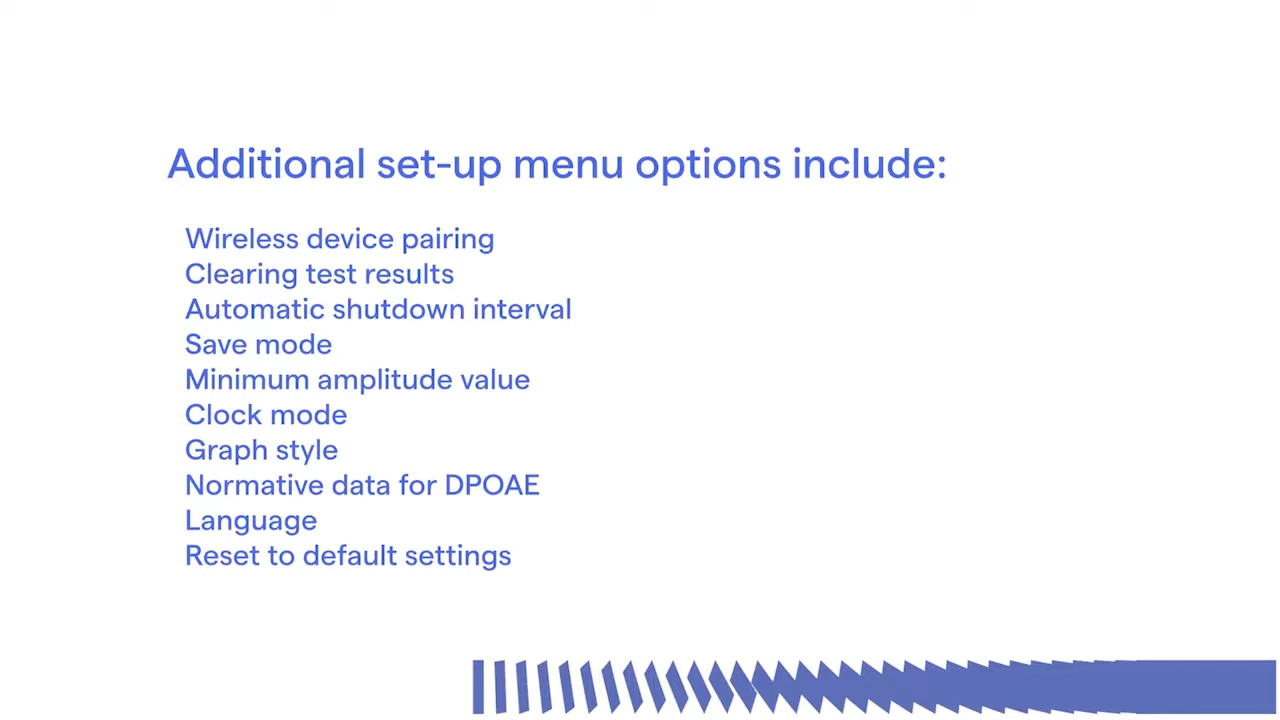 Additional set-up menu options include:
Wireless device pairing
Clearing test results
Automatic shutdown interval
Save mode
Minimum amplitude value
Clock mode
Graph style
Normative data for DPOAE
Language
Reset to default settings